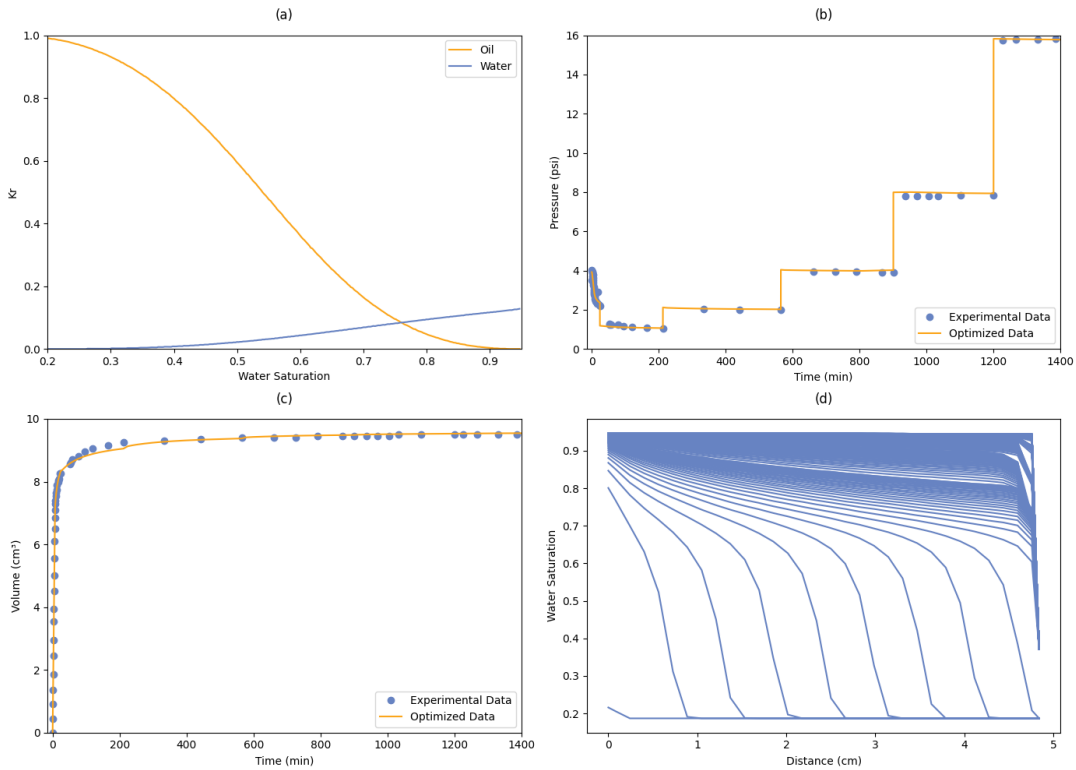 (a)
1.0
0.8
0.6
0.4
0.2
0.0
Kr
Oil
Water
0.2 0.3 0.4 0.5 0.6 0.7 0.8 0.9
Water Saturation
(b)
16
14
12
10
8
6
4
2
0
Pressure (psi)
Experimental Data
Optimized Data
0 200 400 600 800 1000 1200 1400
Time (min)
(c)
10
8
6
4
2
0
Volume (cm³)
Experimental Data
Optimized Data
0 200 400 600 800 1000 1200 1400
Time (min)
(d)
0.9
0.8
0.7
0.6
0.5
0.4
0.3
0.2
Water Saturation
0 1 2 3 4 5
Distance (cm)